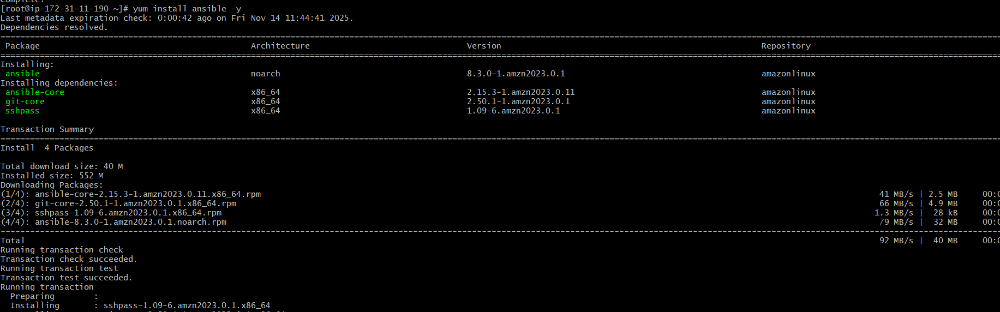 Complete!
[root@ip-172-31-11-190 ~]# yum install ansible -y
Last metadata expiration check: 0:00:42 ago on Fri Nov 14 11:44:41 2025.
Dependencies resolved.
================================================================================
Package Architecture Version Repository
================================================================================
Installing:
ansible noarch 8.3.0-1.amzn2023.0.1 amazonlinux
Installing dependencies:
ansible-core x86_64 2.15.3-1.amzn2023.0.11 amazonlinux
git-core x86_64 2.50.1-1.amzn2023.0.1 amazonlinux
sshpass x86_64 1.09-6.amzn2023.0.1 amazonlinux
Transaction Summary
================================================================================
Install 4 Packages
Total download size: 40 M
Installed size: 552 M
Downloading Packages:
(1/4): ansible-core-2.15.3-1.amzn2023.0.11.x86_64.rpm 41 MB/s | 2.5 MB 00:0
(2/4): git-core-2.50.1-1.amzn2023.0.1.x86_64.rpm 66 MB/s | 4.9 MB 00:0
(3/4): sshpass-1.09-6.amzn2023.0.1.x86_64.rpm 1.3 MB/s | 28 kB 00:0
(4/4): ansible-8.3.0-1.amzn2023.0.1.noarch.rpm 79 MB/s | 32 MB 00:0
--------------------------------------------------------------------------------
Total 92 MB/s | 40 MB 00:0
Running transaction check
Transaction check succeeded.
Running transaction test
Transaction test succeeded.
Running transaction
Preparing :
Installing : sshpass-1.09-6.amzn2023.0.1.x86_64